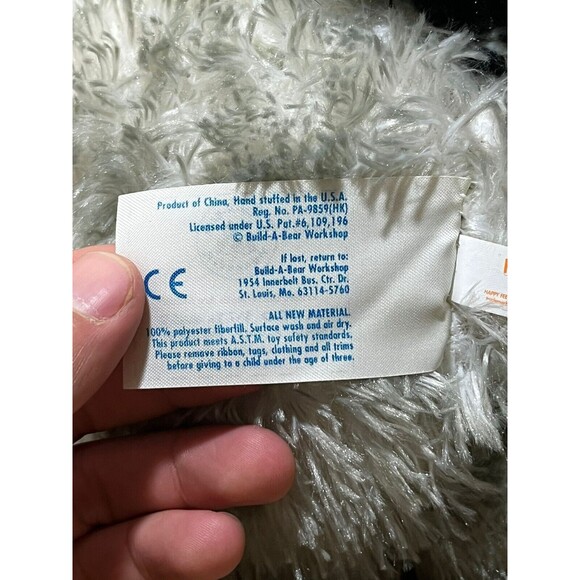 Product of China, Hand stuffed in the U.S.A.
Reg. No. PA-9859(HK)
Licensed under U.S. Pat.#6,109,196
© Build-A-Bear Workshop
If lost, return to:
Build-A-Bear Workshop
1954 Innerbelt Bus. Ctr. Dr.
St. Louis, Mo. 63114-5760
CE
ALL NEW MATERIAL.
100% polyester fiberfill. Surface wash and air dry.
This product meets A.S.T.M. toy safety standards.
Please remove ribbon, tags, clothing and all trims
before giving to a child under the age of three.
HAPPY FEE